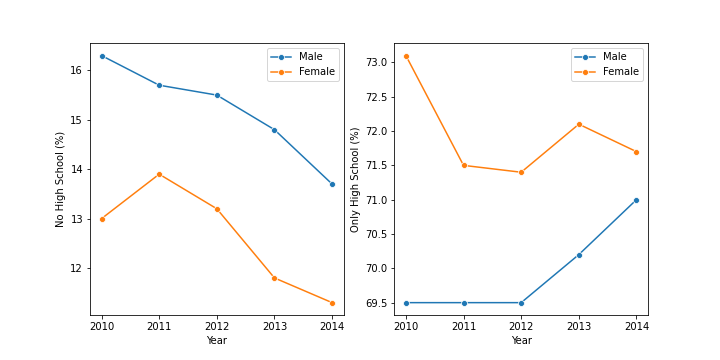 No High School (%)
16
15
14
13
12
2010 2011 2012 2013 2014
Year
Male
Female
Only High School (%)
73.0
72.5
72.0
71.5
71.0
70.5
70.0
69.5
2010 2011 2012 2013 2014
Year
Male
Female